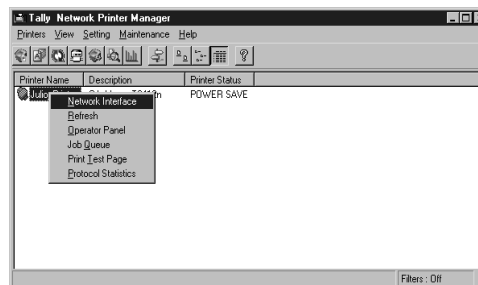 Tally Network Printer Manager
Printers View Setting Maintenance Help
Printer Name Description Printer Status
POWER SAVE
Network Interface
Refresh
Operator Panel
Job Queue
Print Test Page
Protocol Statistics
Filters : Off